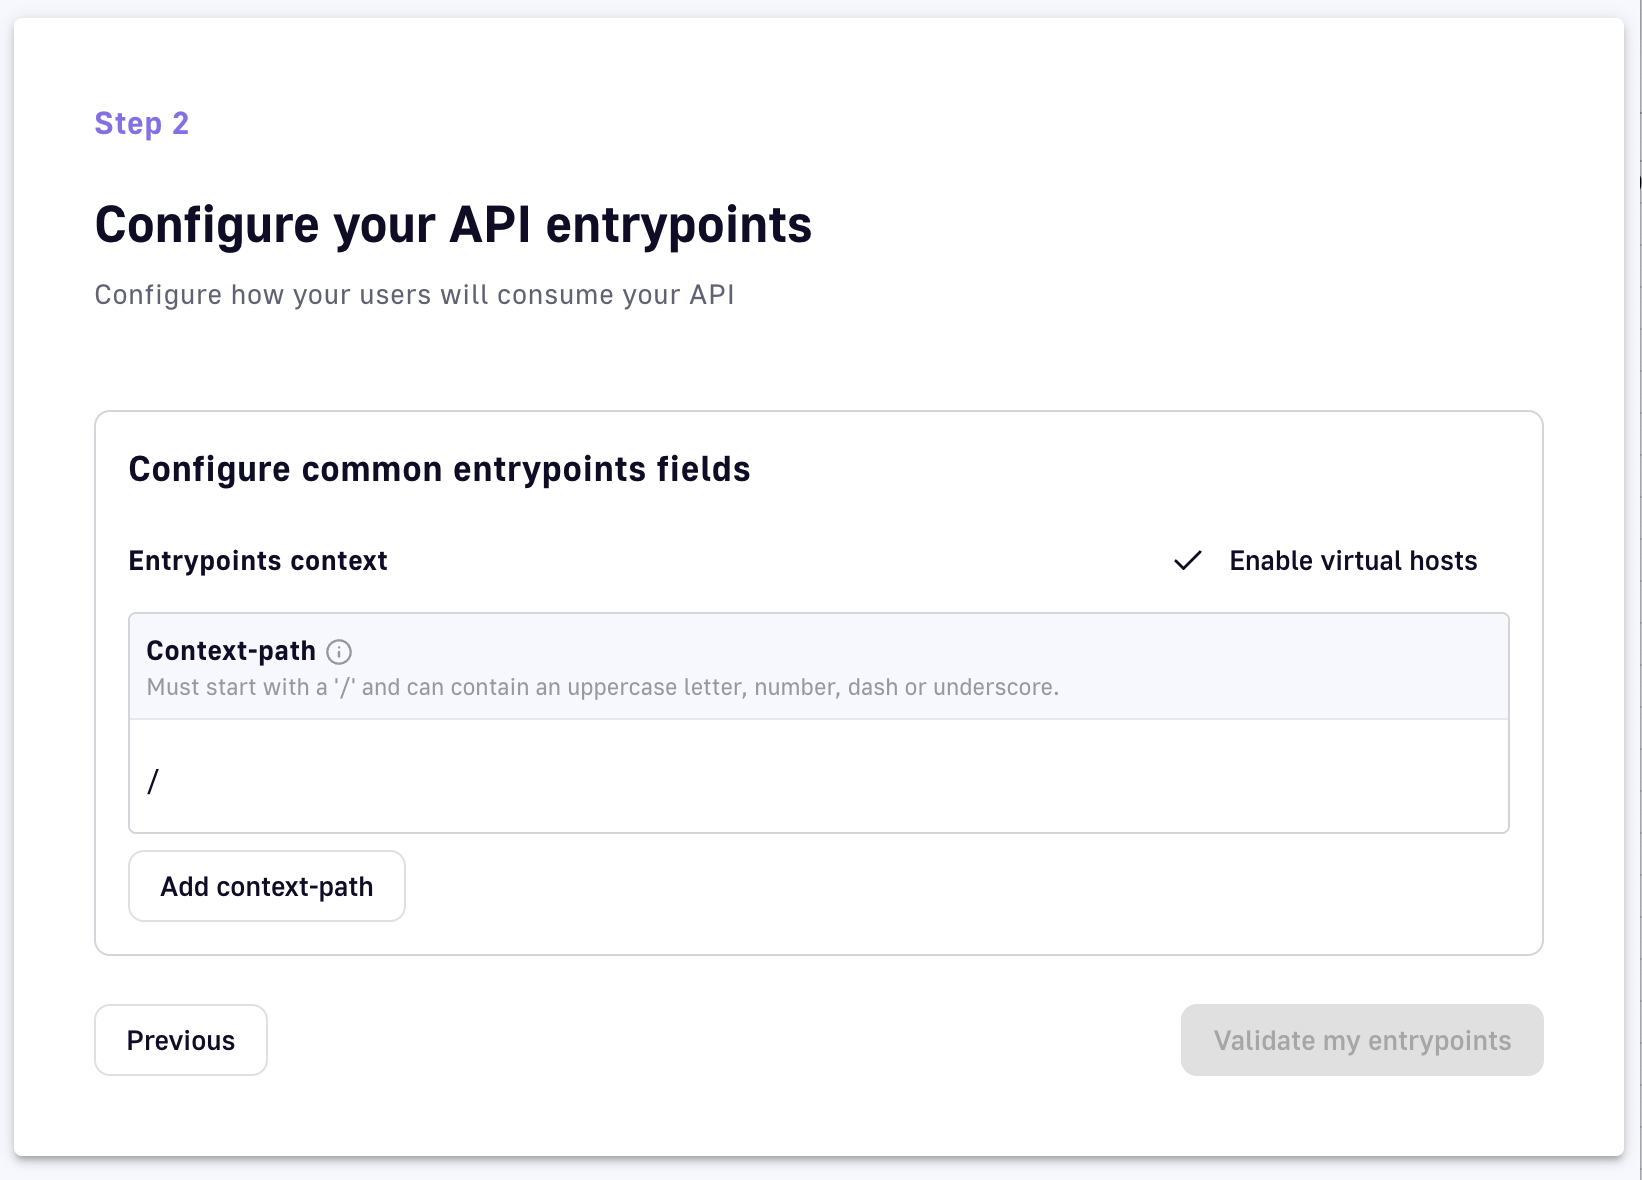 Step 2
Configure your API entrypoints
Configure how your users will consume your API
Configure common entrypoints fields
Entrypoints context
Enable virtual hosts
Context-path
Must start with a '/' and can contain an uppercase letter, number, dash or underscore.
/
Add context-path
Previous
Validate my entrypoints